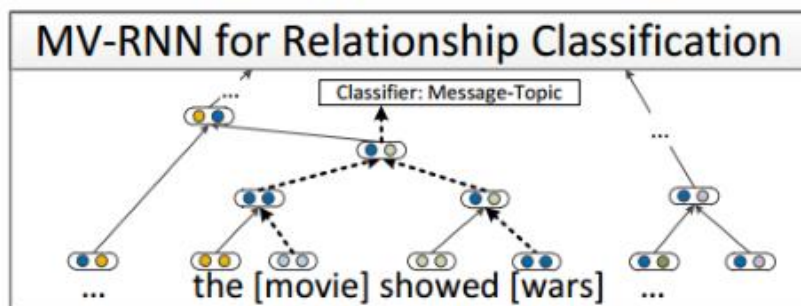 MV-RNN for Relationship Classification
...
Classifier: Message-Topic
...
... the [movie] showed [wars] ...